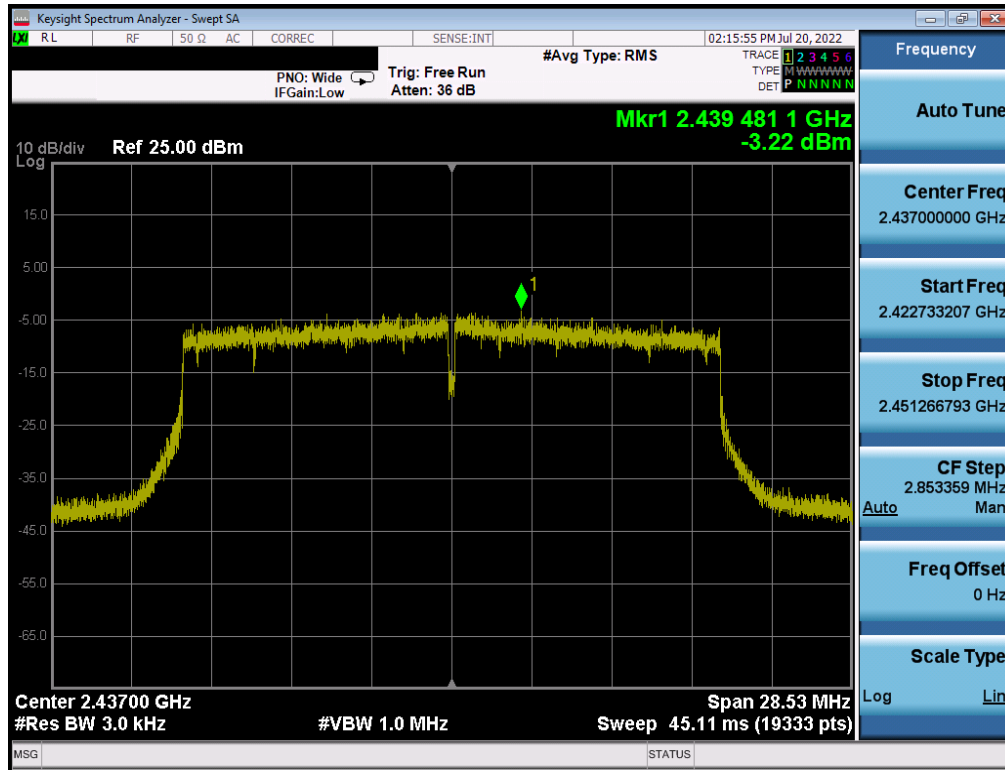 Keysight Spectrum Analyzer - Swept SA
LXI RL RF 50 Ω AC CORREC SENSE:INT 02:15:55 PM Jul 20, 2022
PNO: Wide
IFGain:Low
Trig: Free Run
Atten: 36 dB
#Avg Type: RMS
TRACE 1 2 3 4 5 6
TYPE M WWWWW
DET P N N N N N
Mkr1 2.439 481 1 GHz
-3.22 dBm
10 dB/div
Log
Ref 25.00 dBm
15.0
5.00
-5.00
-15.0
-25.0
-35.0
-45.0
-55.0
-65.0
1
Center 2.43700 GHz
#Res BW 3.0 kHz
#VBW 1.0 MHz
Span 28.53 MHz
Sweep 45.11 ms (19333 pts)
MSG
STATUS
Frequency
Auto Tune
Center Freq
2.437000000 GHz
Start Freq
2.422733207 GHz
Stop Freq
2.451266793 GHz
CF Step
2.853359 MHz
Auto Man
Freq Offset
0 Hz
Scale Type
Log Lin